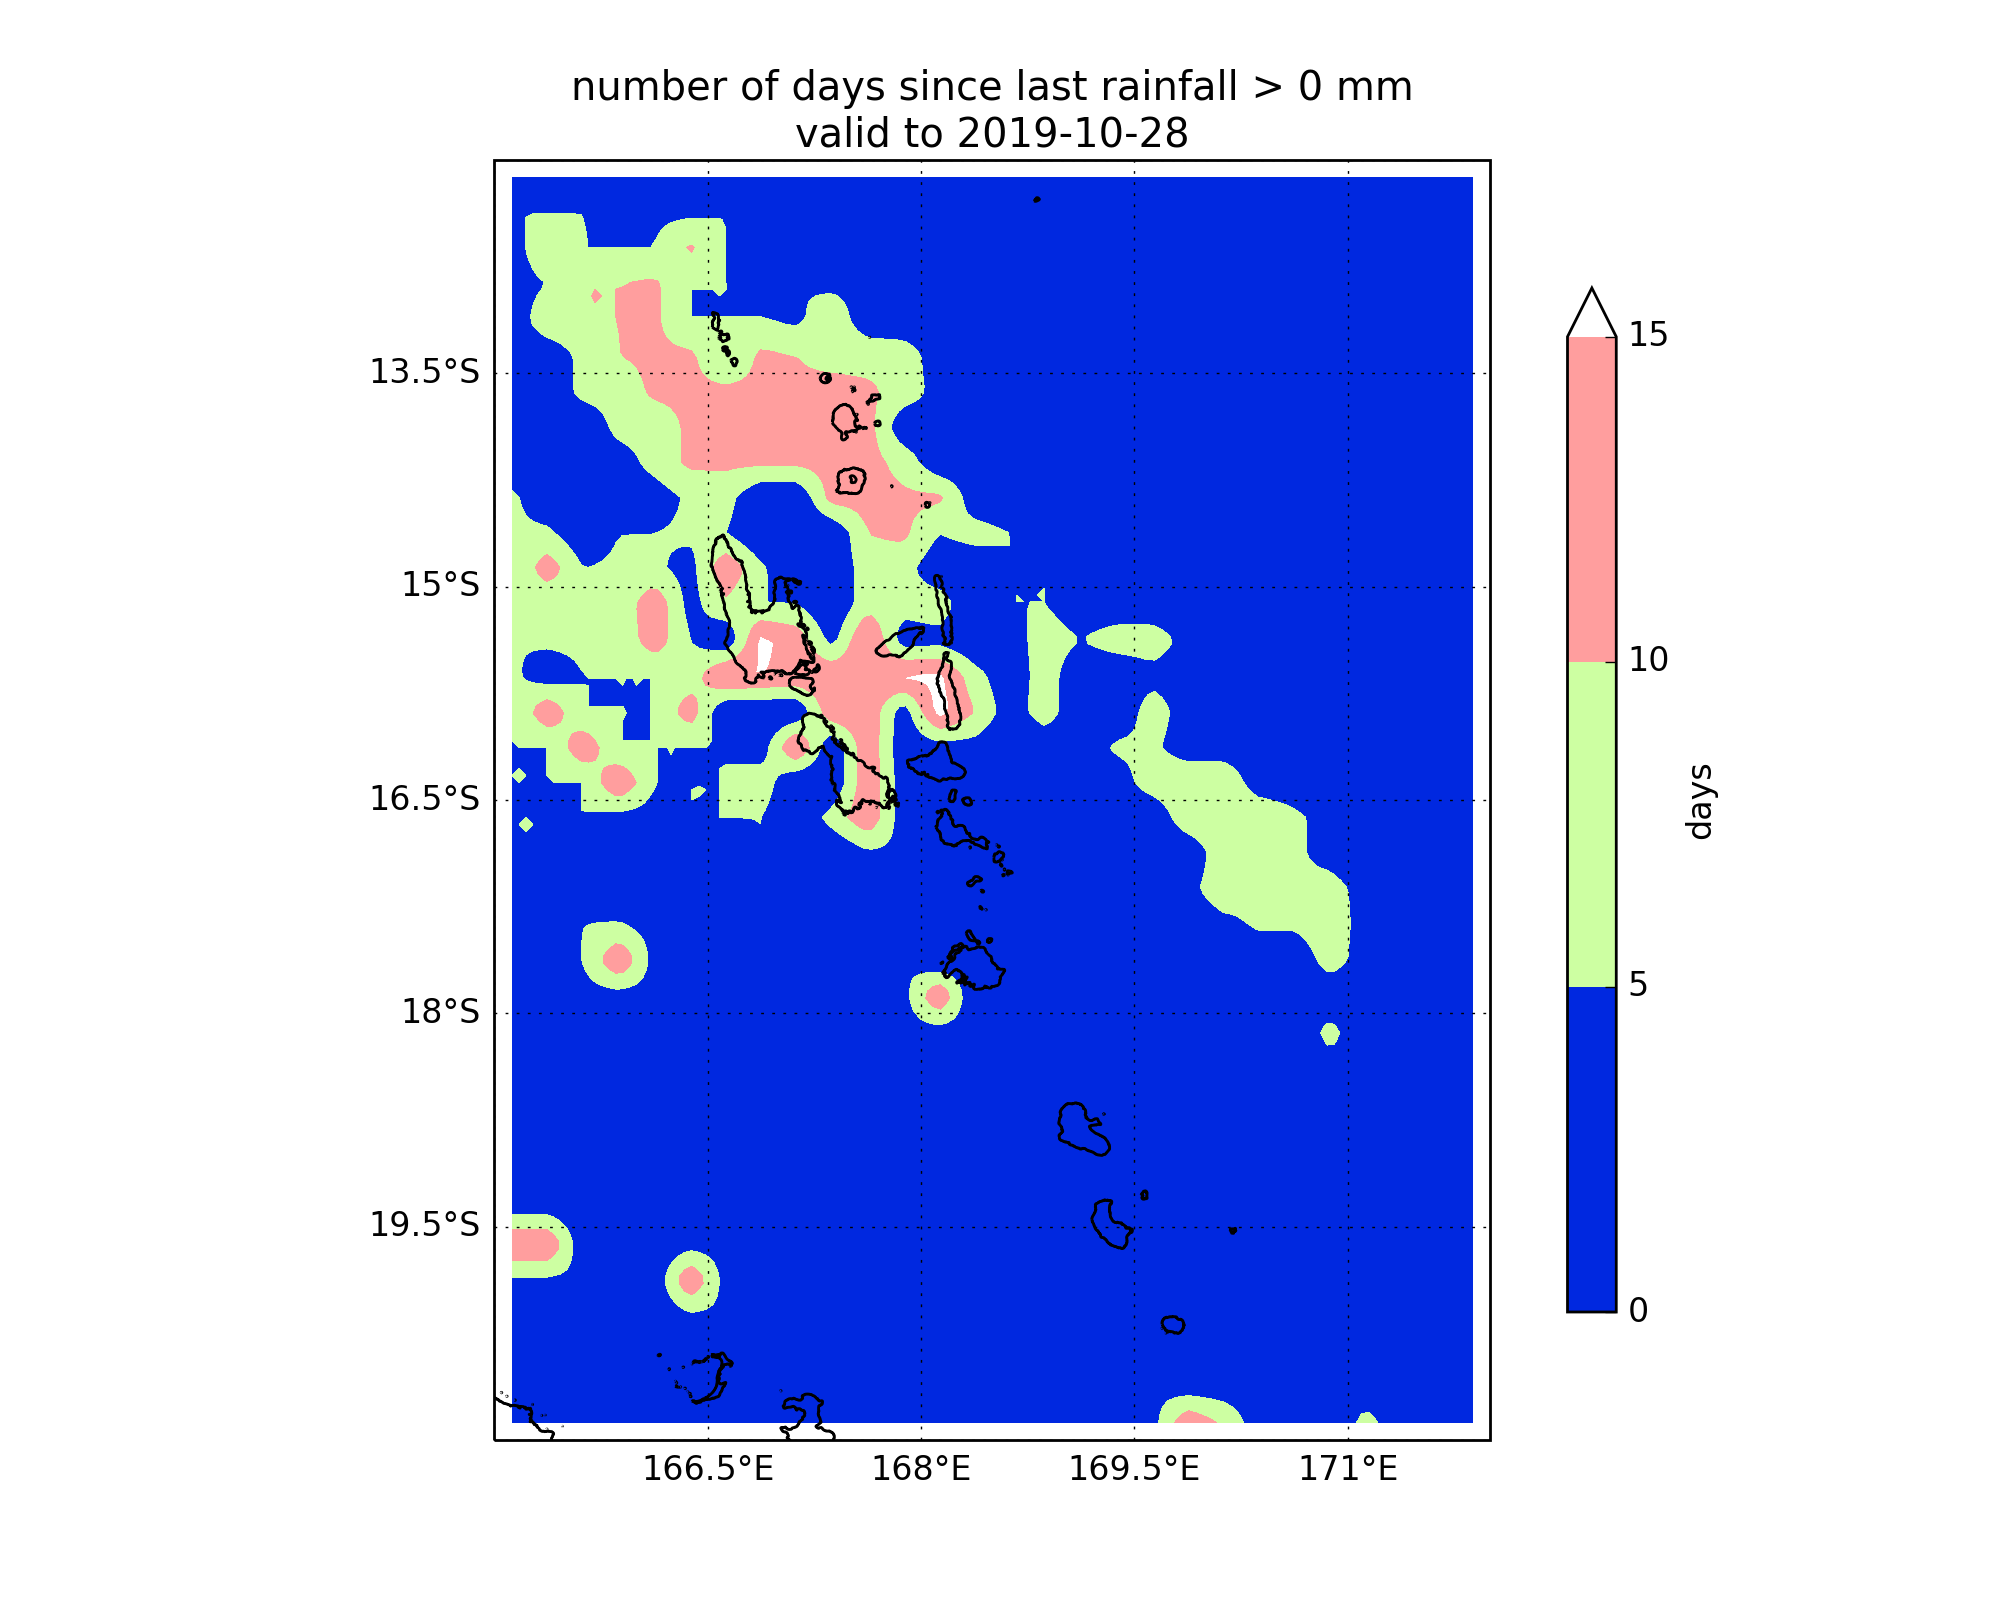 number of days since last rainfall > 0 mm
valid to 2019-10-28
13.5°S
15°S
16.5°S
18°S
19.5°S
166.5°E
168°E
169.5°E
171°E
15
10
5
0
days